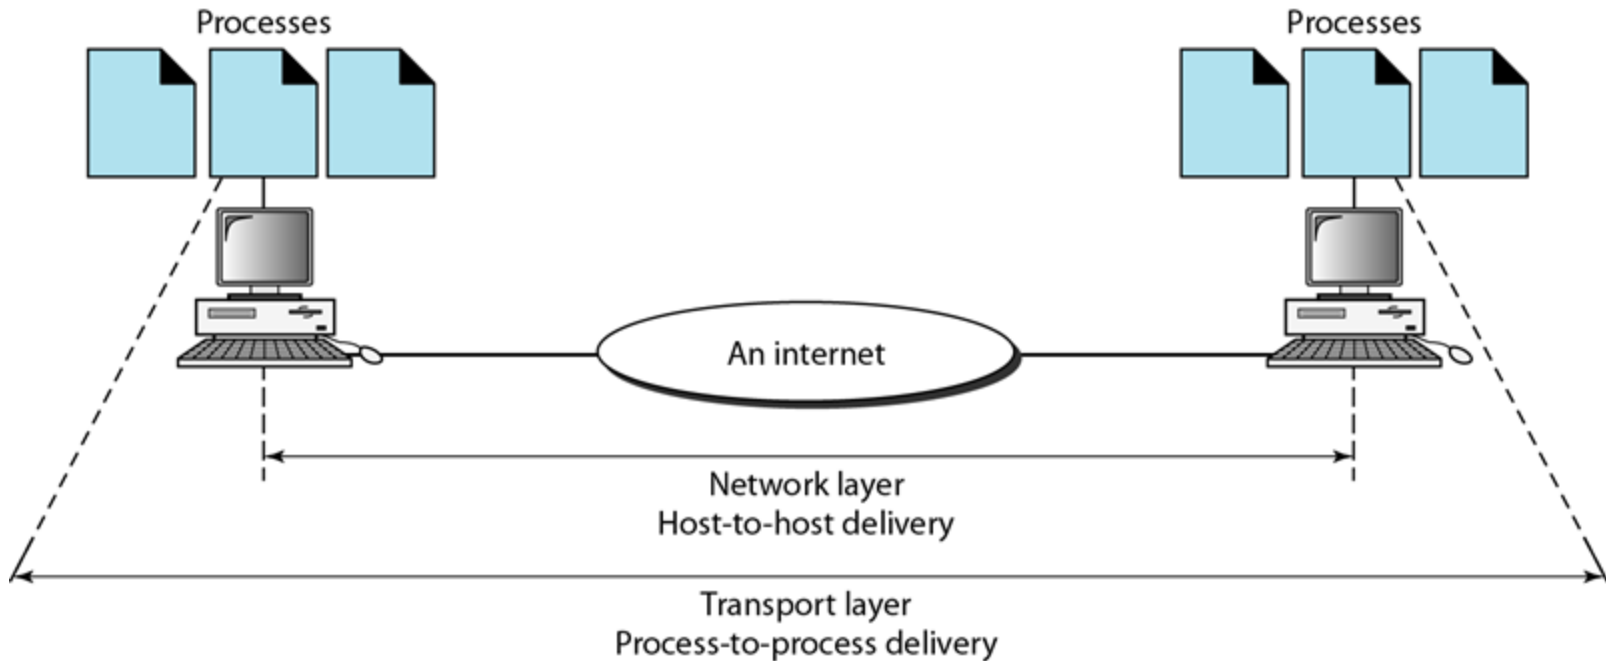 Processes
Processes
An internet
Network layer
Host-to-host delivery
Transport layer
Process-to-process delivery